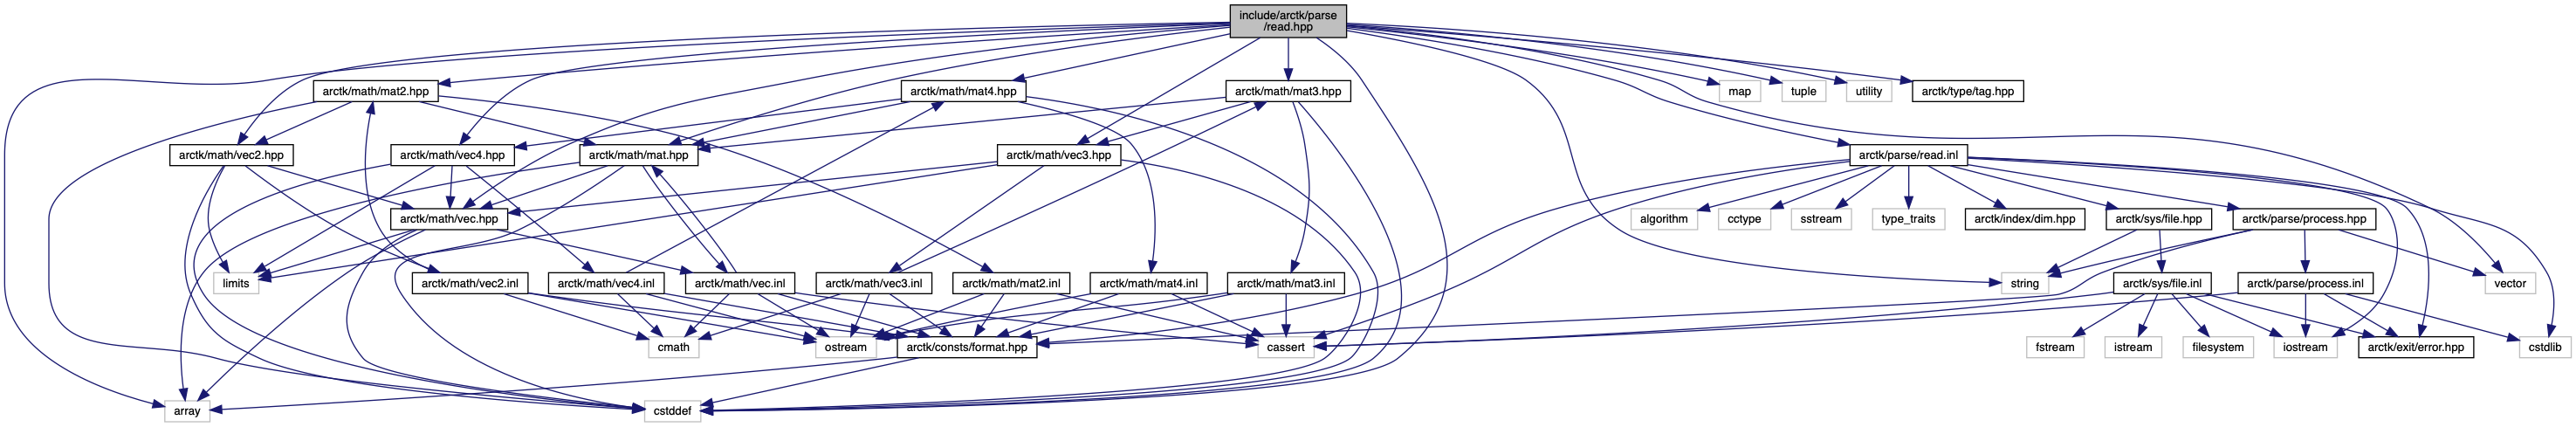 include/arctk/parse
/read.hpp
arctk/math/mat2.hpp
arctk/math/mat4.hpp
arctk/math/mat3.hpp
map
tuple
utility
arctk/type/tag.hpp
arctk/math/vec2.hpp
arctk/math/vec4.hpp
arctk/math/mat.hpp
arctk/math/vec3.hpp
arctk/parse/read.inl
arctk/math/vec.hpp
algorithm
cctype
sstream
type_traits
arctk/index/dim.hpp
arctk/sys/file.hpp
arctk/parse/process.hpp
limits
arctk/math/vec2.inl
arctk/math/vec4.inl
arctk/math/vec.inl
arctk/math/vec3.inl
arctk/math/mat2.inl
arctk/math/mat4.inl
arctk/math/mat3.inl
string
arctk/sys/file.inl
arctk/parse/process.inl
vector
cmath
ostream
arctk/consts/format.hpp
cassert
fstream
istream
filesystem
iostream
arctk/exit/error.hpp
cstdlib
array
cstddef